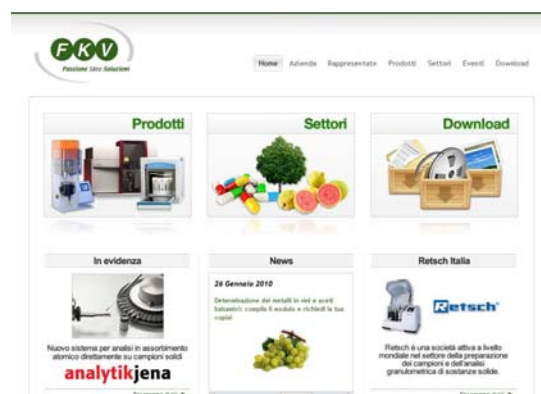 FKV
Passione Idee Soluzioni
Home Azienda Rappresentate Prodotti Settori Eventi Download
Prodotti
Settori
Download
In evidenza
News
Retsch Italia
26 Gennaio 2010
Determinazione dei metalli in vini e aceti
balsamici: compila il modulo e richiedi la tua
copia!
Retsch
Nuovo sistema per analisi in assorbimento
atomico direttamente su campioni solidi
analytikjena
Retsch è una società attiva a livello
mondiale nel settore della preparazione
dei campioni e dell'analisi
granulometrica di sostanze solide.